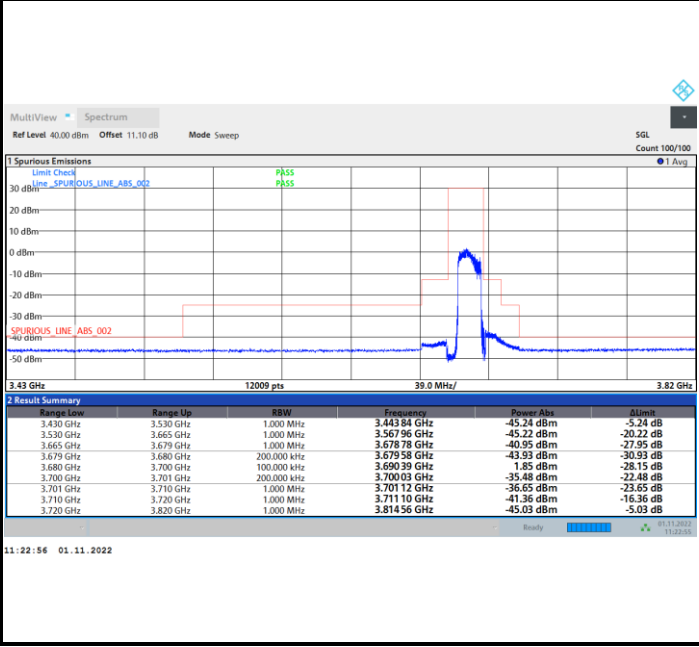 MultiView Spectrum
Ref Level 40.00 dBm Offset 11.10 dB Mode Sweep SGL
Count 100/100
1 Spurious Emissions 1 Avg
Limit Check PASS
Line _SPURIOUS_LINE_ABS_002 PASS
30 dBm
20 dBm
10 dBm
0 dBm
-10 dBm
-20 dBm
-30 dBm
_SPURIOUS_LINE_ABS_002
-40 dBm
-50 dBm
3.43 GHz 12009 pts 39.0 MHz/ 3.82 GHz
2 Result Summary
Range Low Range Up RBW Frequency Power Abs ΔLimit
3.430 GHz 3.530 GHz 1.000 MHz 3.443 84 GHz -45.24 dBm -5.24 dB
3.530 GHz 3.665 GHz 1.000 MHz 3.567 96 GHz -45.22 dBm -20.22 dB
3.665 GHz 3.679 GHz 1.000 MHz 3.678 78 GHz -40.95 dBm -27.95 dB
3.679 GHz 3.680 GHz 200.000 kHz 3.679 58 GHz -43.93 dBm -30.93 dB
3.680 GHz 3.700 GHz 100.000 kHz 3.690 39 GHz 1.85 dBm -28.15 dB
3.700 GHz 3.701 GHz 200.000 kHz 3.700 03 GHz -35.48 dBm -22.48 dB
3.701 GHz 3.710 GHz 1.000 MHz 3.701 12 GHz -36.65 dBm -23.65 dB
3.710 GHz 3.720 GHz 1.000 MHz 3.711 10 GHz -41.36 dBm -16.36 dB
3.720 GHz 3.820 GHz 1.000 MHz 3.814 56 GHz -45.03 dBm -5.03 dB
Ready 01.11.2022
11:22:55
11:22:56 01.11.2022